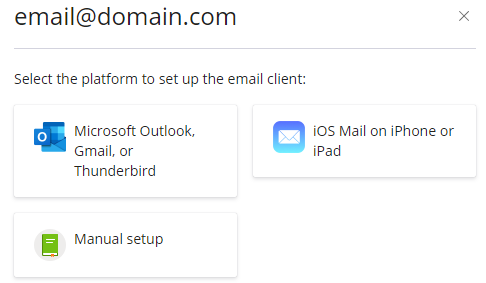 email@domain.com
Select the platform to set up the email client:
Microsoft Outlook,
Gmail, or
Thunderbird
iOS Mail on iPhone or
iPad
Manual setup